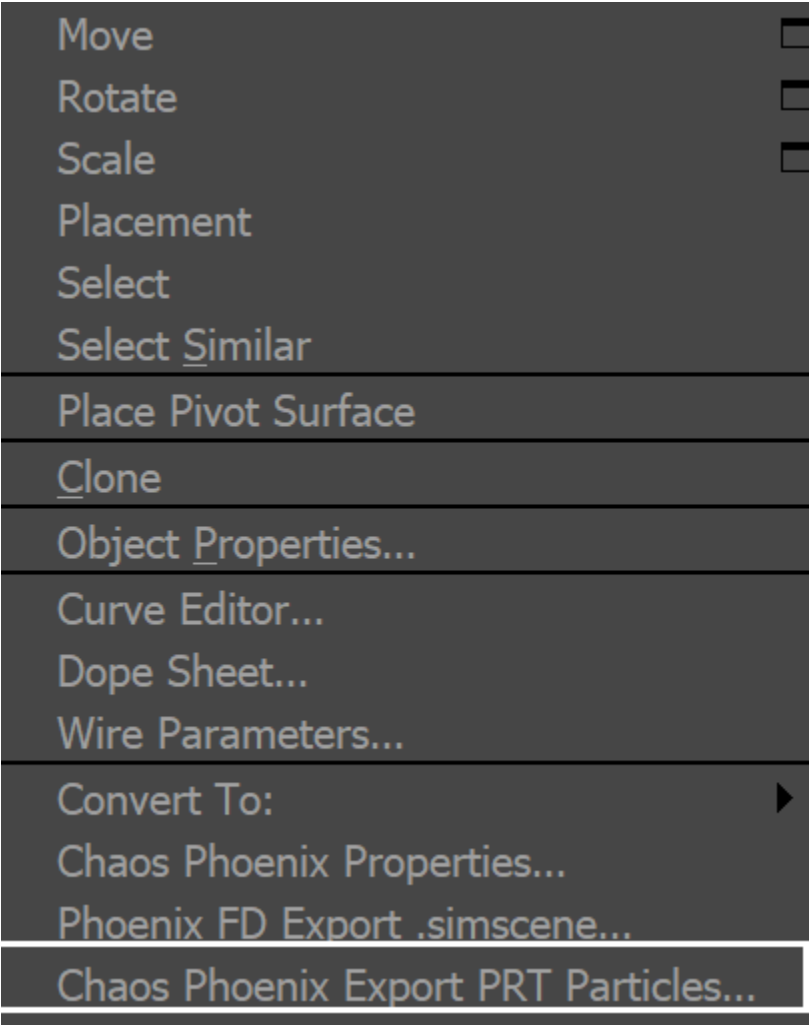 Move
Rotate
Scale
Placement
Select
Select Similar
Place Pivot Surface
Clone
Object Properties...
Curve Editor...
Dope Sheet...
Wire Parameters...
Convert To:
Chaos Phoenix Properties...
Phoenix FD Export .simscene...
Chaos Phoenix Export PRT Particles...